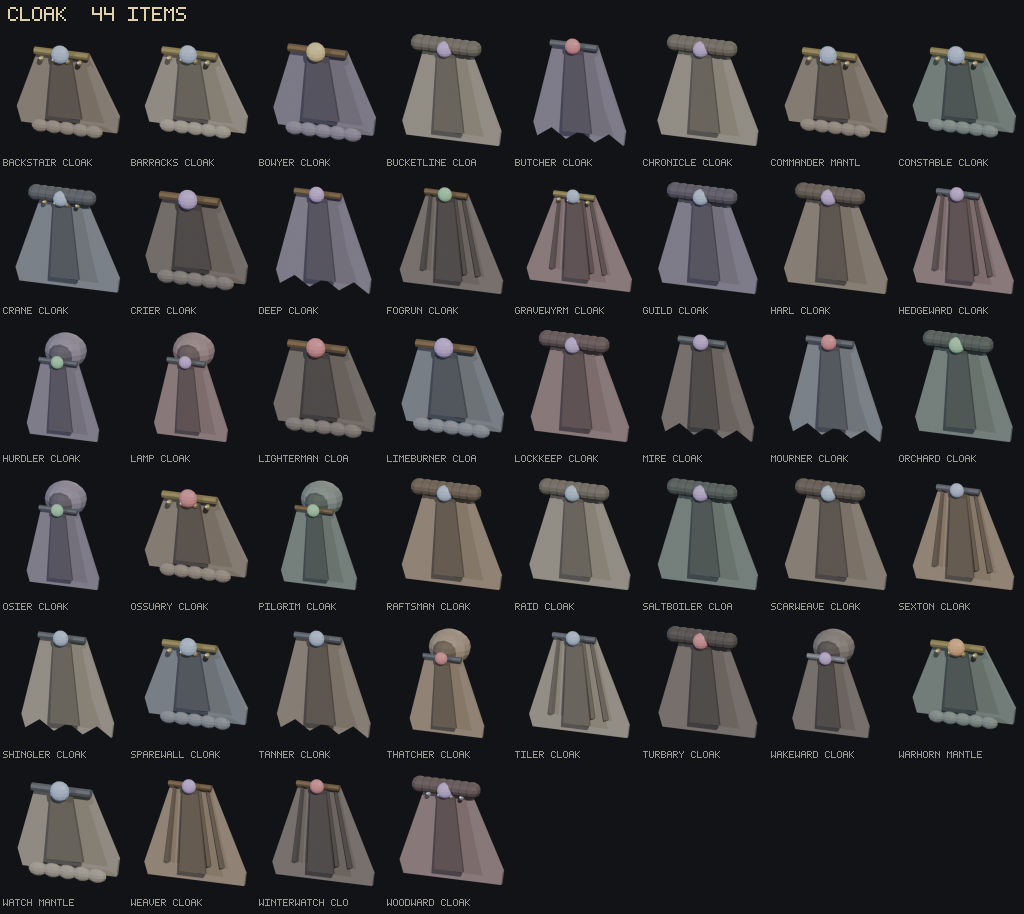 CLOAK 44 ITEMS
BACKSTAIR CLOAK BARRACKS CLOAK BOWYER CLOAK BUCKETLINE CLOA BUTCHER CLOAK CHRONICLE CLOAK COMMANDER MANTL CONSTABLE CLOAK
CRANE CLOAK CRIER CLOAK DEEP CLOAK FOGRUN CLOAK GRAVEWYRM CLOAK GUILD CLOAK HARL CLOAK HEDGEWARD CLOAK
HURDLER CLOAK LAMP CLOAK LIGHTERMAN CLOA LIMEBURNER CLOA LOCKKEEP CLOAK MIRE CLOAK MOURNER CLOAK ORCHARD CLOAK
OSIER CLOAK OSSUARY CLOAK PILGRIM CLOAK RAFTSMAN CLOAK RAID CLOAK SALTBOILER CLOA SCARWEAVE CLOAK SEXTON CLOAK
SHINGLER CLOAK SPAREWALL CLOAK TANNER CLOAK THATCHER CLOAK TILER CLOAK TURBARY CLOAK WAKEWARD CLOAK WARHORN MANTLE
WATCH MANTLE WEAVER CLOAK WINTERWATCH CLO WOODWARD CLOAK